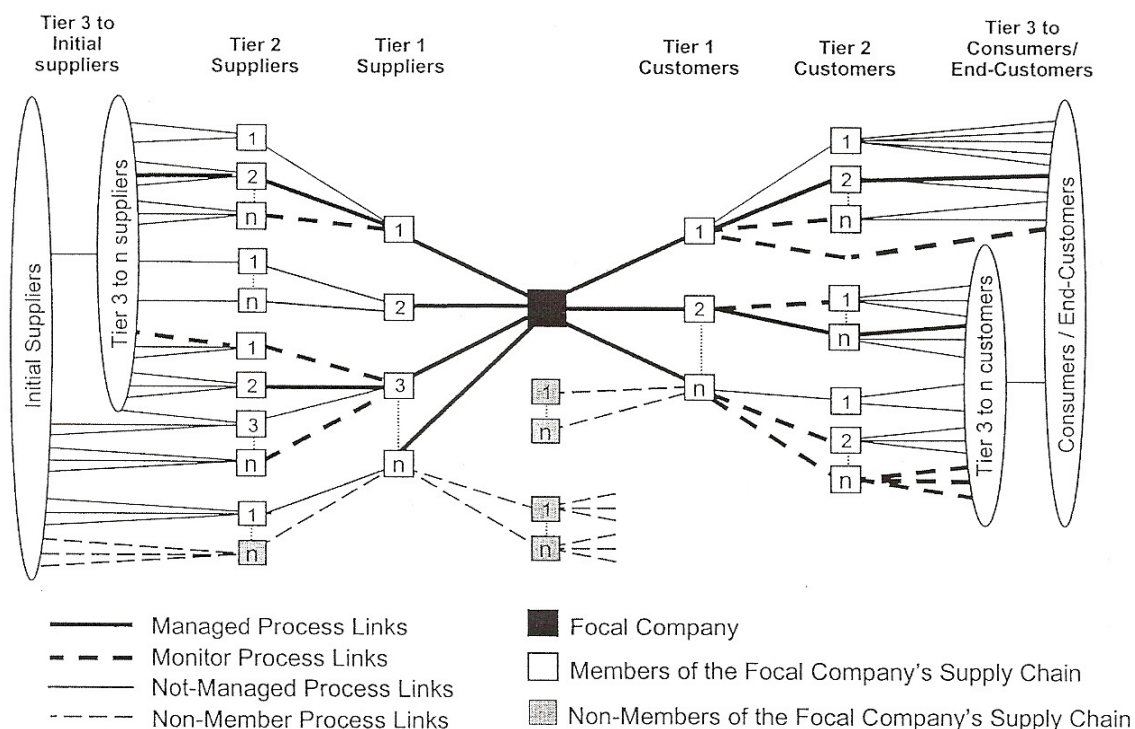 Tier 3 to
Initial
suppliers
Tier 2
Suppliers
Tier 1
Suppliers
Tier 1
Customers
Tier 2
Customers
Tier 3 to
Consumers/
End-Customers
Initial Suppliers
Tier 3 to n suppliers
1
2
n
1
n
1
2
3
n
1
n
1
2
3
n
1
n
1
n
1
2
n
1
2
n
1
n
1
2
n
Tier 3 to n customers
Consumers / End-Customers
Managed Process Links
Monitor Process Links
Not-Managed Process Links
Non-Member Process Links
Focal Company
Members of the Focal Company's Supply Chain
Non-Members of the Focal Company's Supply Chain